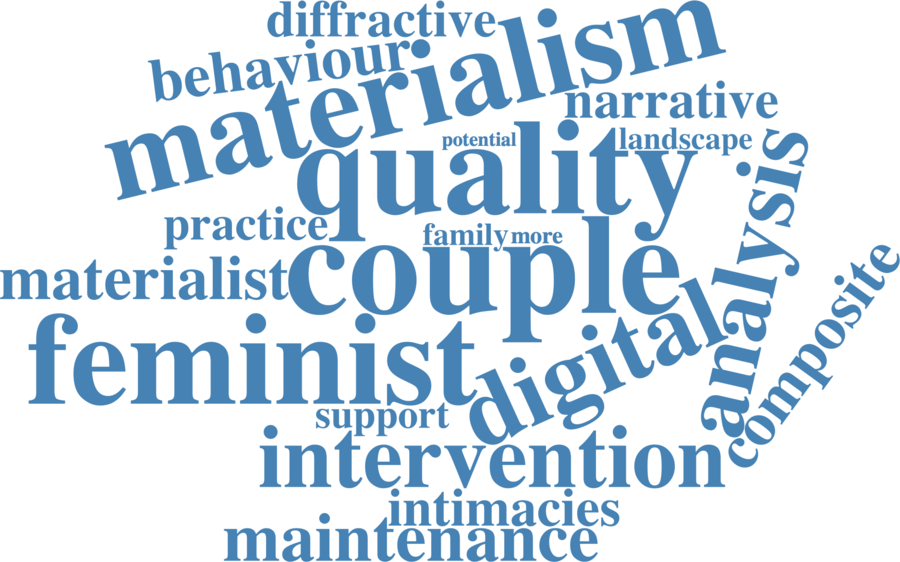 diffractive
behaviour
materialism
narrative
potential
landscape
quality
analysis
practice
family
more
materialist
couple
composite
feminist
digital
support
intervention
intimacies
maintenance